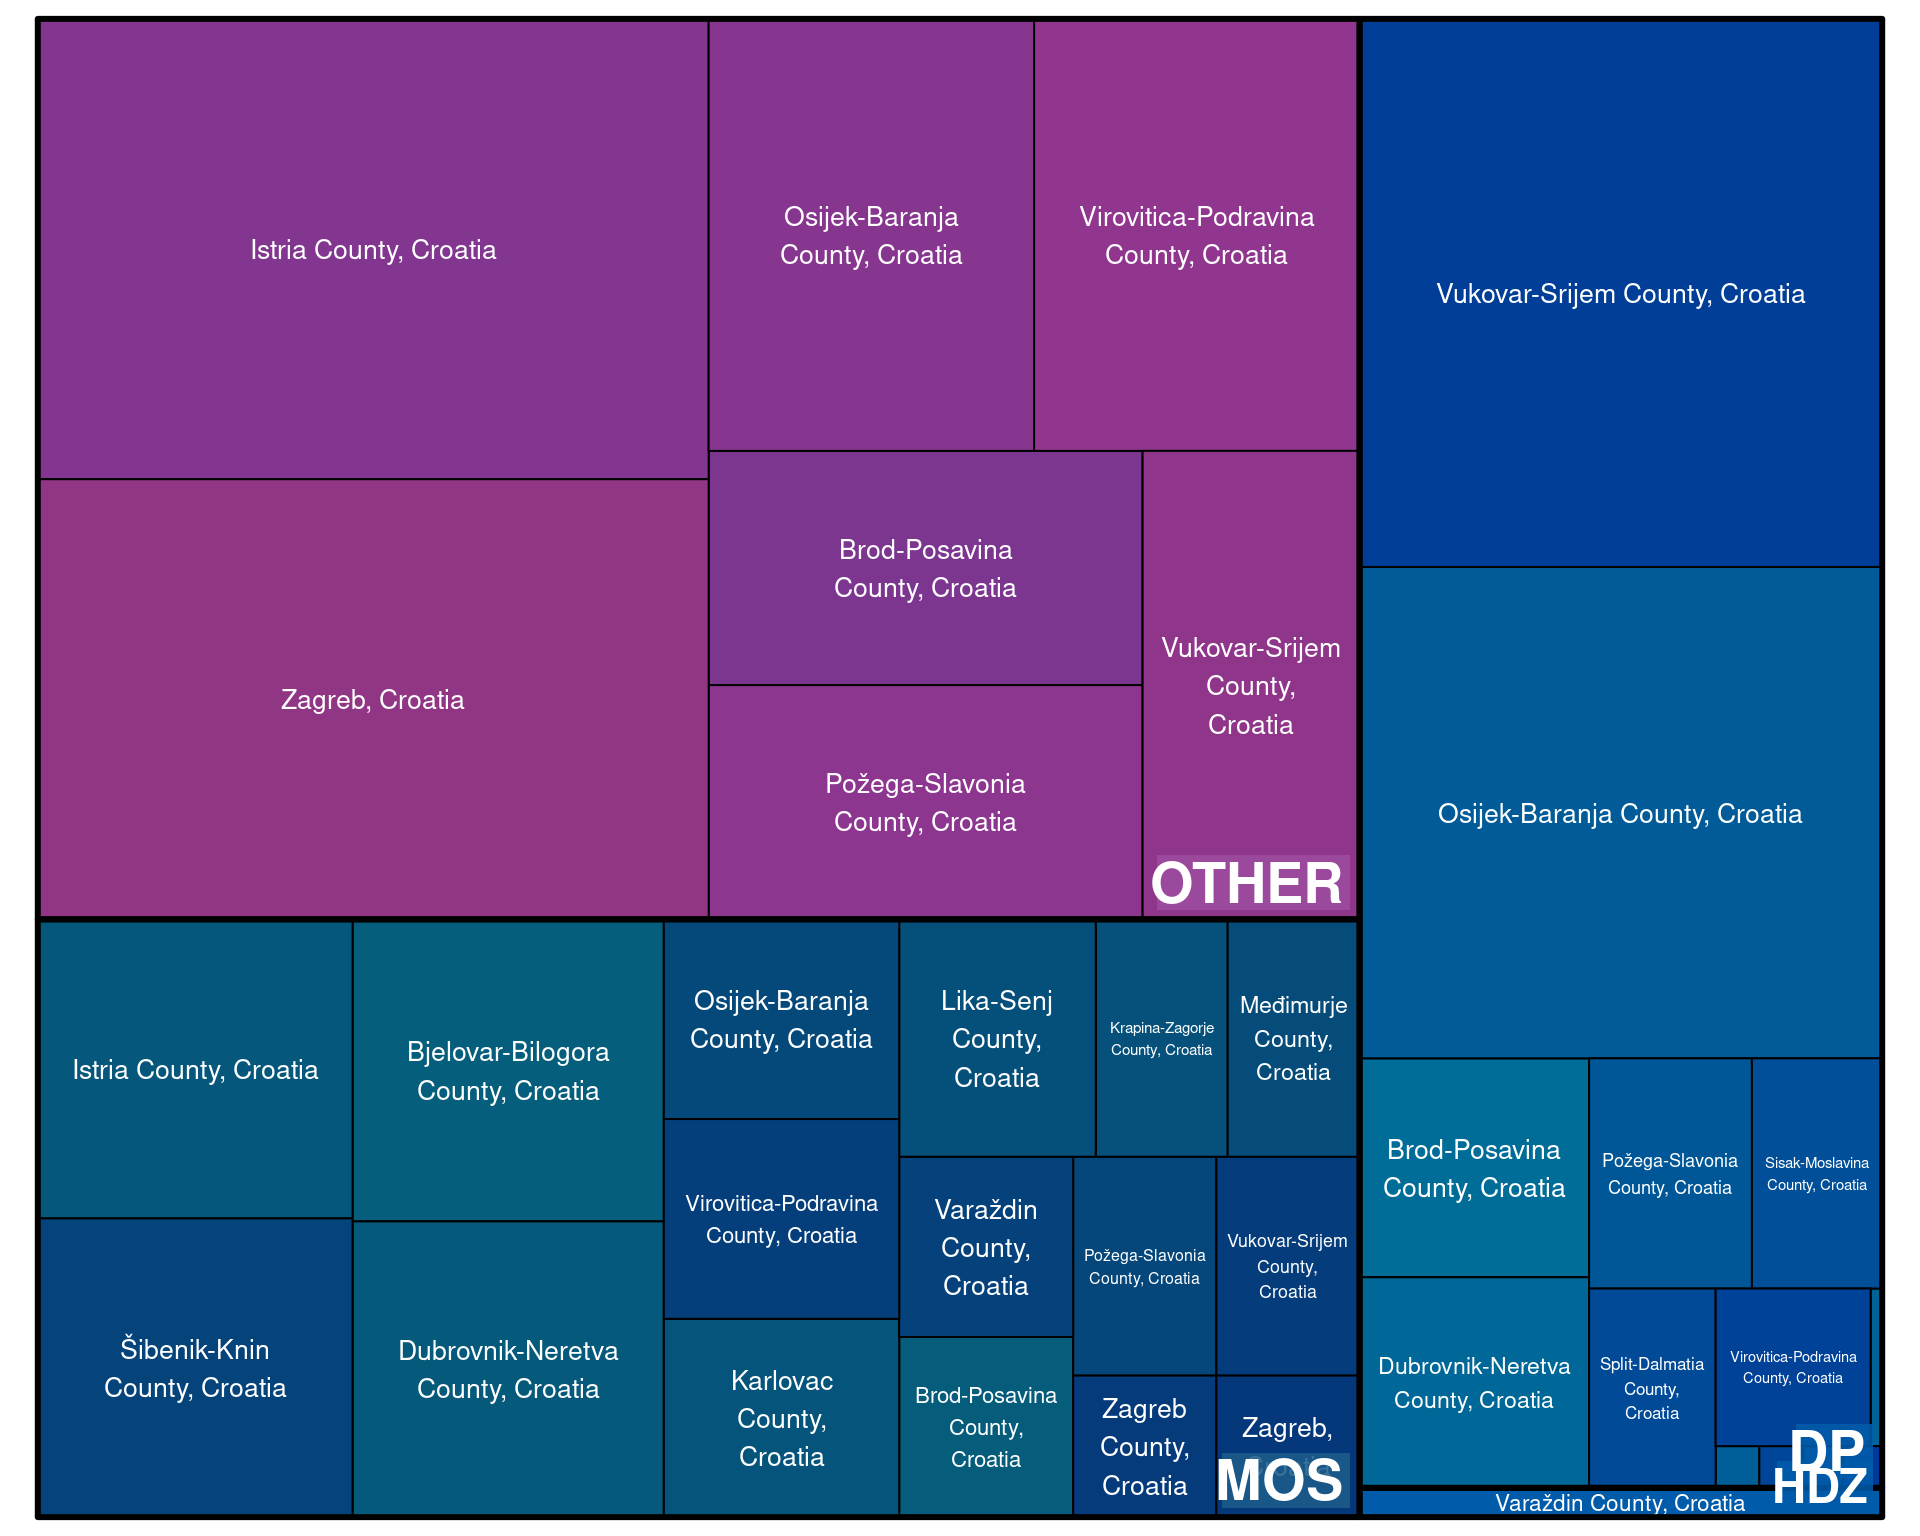 Istria County, Croatia
Osijek-Baranja
County, Croatia
Virovitica-Podravina
County, Croatia
Vukovar-Srijem County, Croatia
Zagreb, Croatia
Brod-Posavina
County, Croatia
Vukovar-Srijem
County,
Croatia
Požega-Slavonia
County, Croatia
OTHER
Osijek-Baranja County, Croatia
Istria County, Croatia
Bjelovar-Bilogora
County, Croatia
Osijek-Baranja
County, Croatia
Lika-Senj
County,
Croatia
Krapina-Zagorje
County, Croatia
Međimurje
County,
Croatia
Virovitica-Podravina
County, Croatia
Varaždin
County,
Croatia
Požega-Slavonia
County, Croatia
Vukovar-Srijem
County,
Croatia
Šibenik-Knin
County, Croatia
Dubrovnik-Neretva
County, Croatia
Karlovac
County,
Croatia
Brod-Posavina
County,
Croatia
Zagreb
County,
Croatia
Zagreb,
MOS
Brod-Posavina
County, Croatia
Požega-Slavonia
County, Croatia
Sisak-Moslavina
County, Croatia
Dubrovnik-Neretva
County, Croatia
Split-Dalmatia
County,
Croatia
Virovitica-Podravina
County, Croatia
DP
HDZ
Varaždin County, Croatia